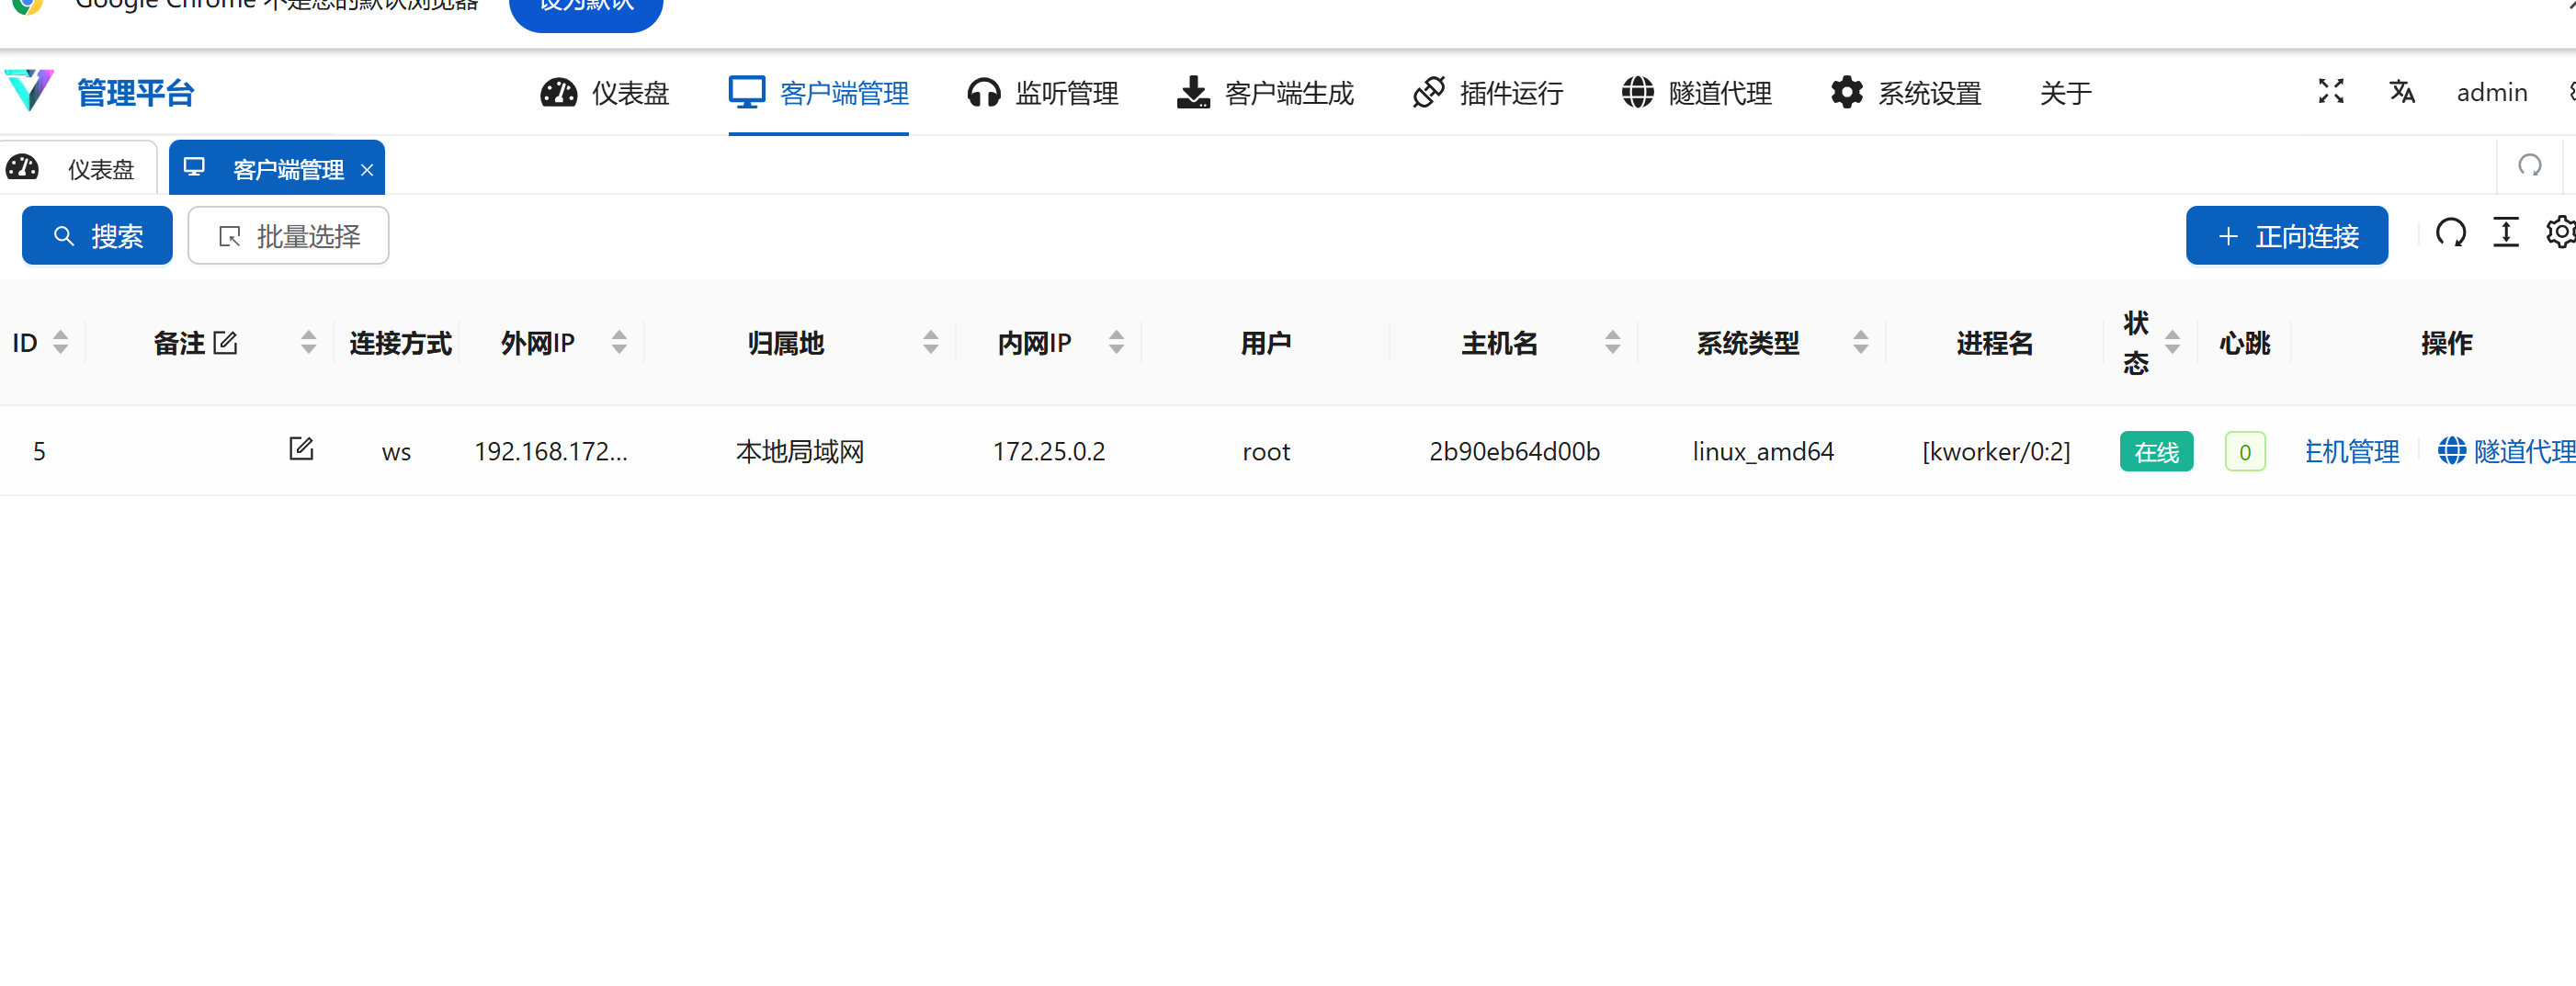 Google Chrome 不是您的默认浏览器 设为默认
管理平台 仪表盘 客户端管理 监听管理 客户端生成 插件运行 隧道代理 系统设置 关于 admin
仪表盘 客户端管理 ×
搜索 批量选择 + 正向连接
ID 备注 连接方式 外网IP 归属地 内网IP 用户 主机名 系统类型 进程名 状态 心跳 操作
5 ws 192.168.172... 本地局域网 172.25.0.2 root 2b90eb64d00b linux_amd64 [kworker/0:2] 在线 0 主机管理 隧道代理